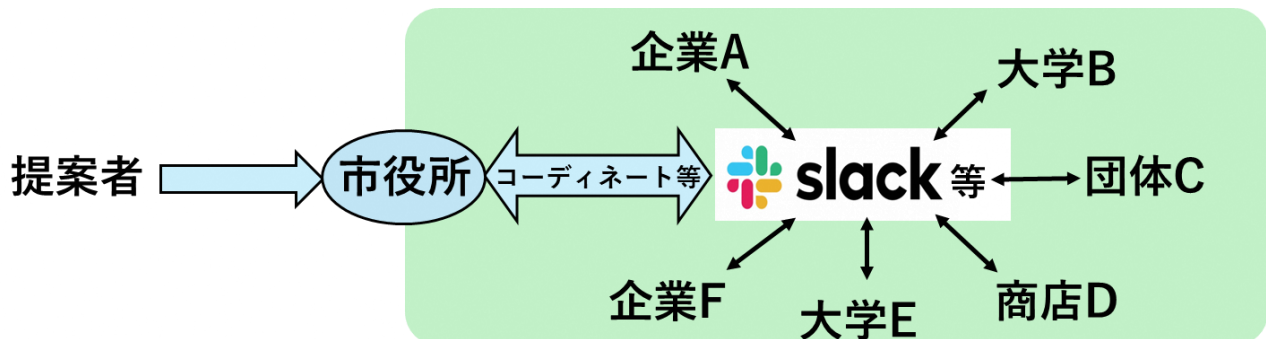 企業A
大学B
提案者
市役所
コーディネート等
slack 等
団体C
企業F
大学E
商店D